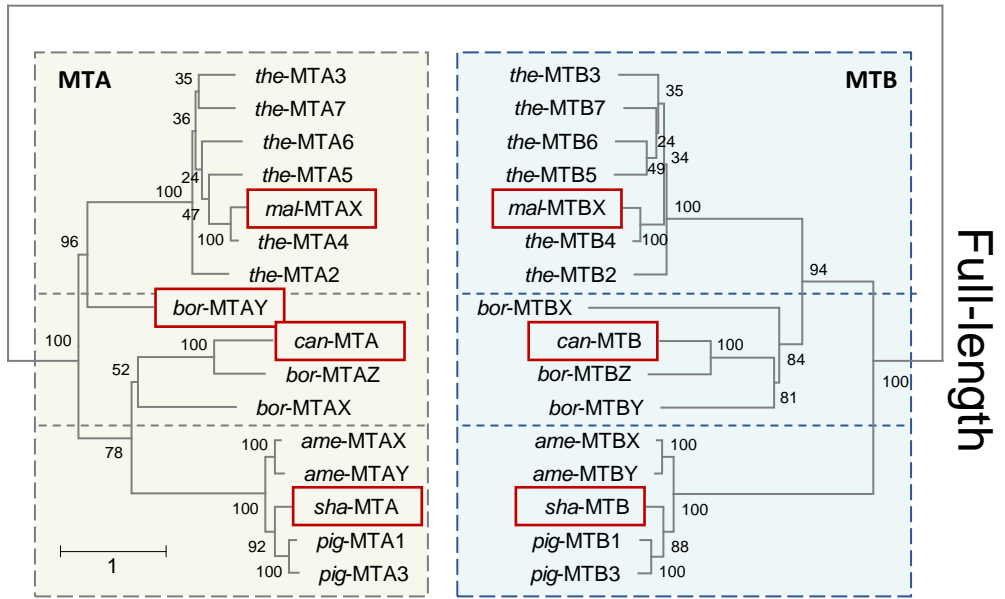 MTA
35
the-MTA3
the-MTA7
36
the-MTA6
24
the-MTA5
100
47
mal-MTAX
100
the-MTA4
96
the-MTA2
bor-MTAY
100
100
can-MTA
52
bor-MTAZ
bor-MTAX
78
100
ame-MTAX
ame-MTAY
100
sha-MTA
92
pig-MTA1
100
pig-MTA3
1
MTB
the-MTB3
35
the-MTB7
24
the-MTB6
34
49
the-MTB5
mal-MTBX
100
100
the-MTB4
the-MTB2
94
bor-MTBX
can-MTB
100
84
bor-MTBZ
81
bor-MTBY
100
ame-MTBX
100
ame-MTBY
sha-MTB
100
pig-MTB1
88
100
pig-MTB3
Full-length